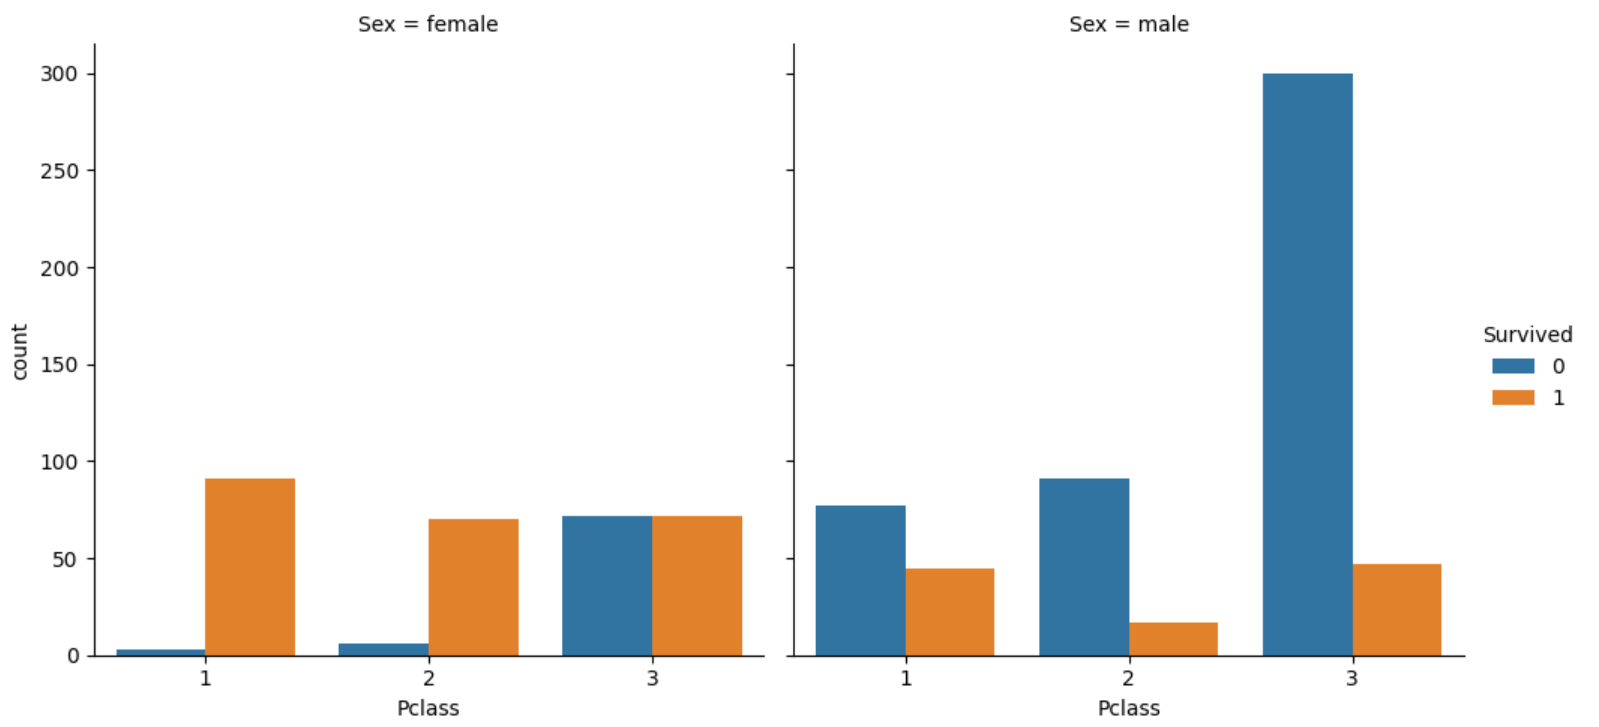 Sex = female
Sex = male
300
250
200
150
100
50
0
count
1 2 3
Pclass
1 2 3
Pclass
Survived
0
1